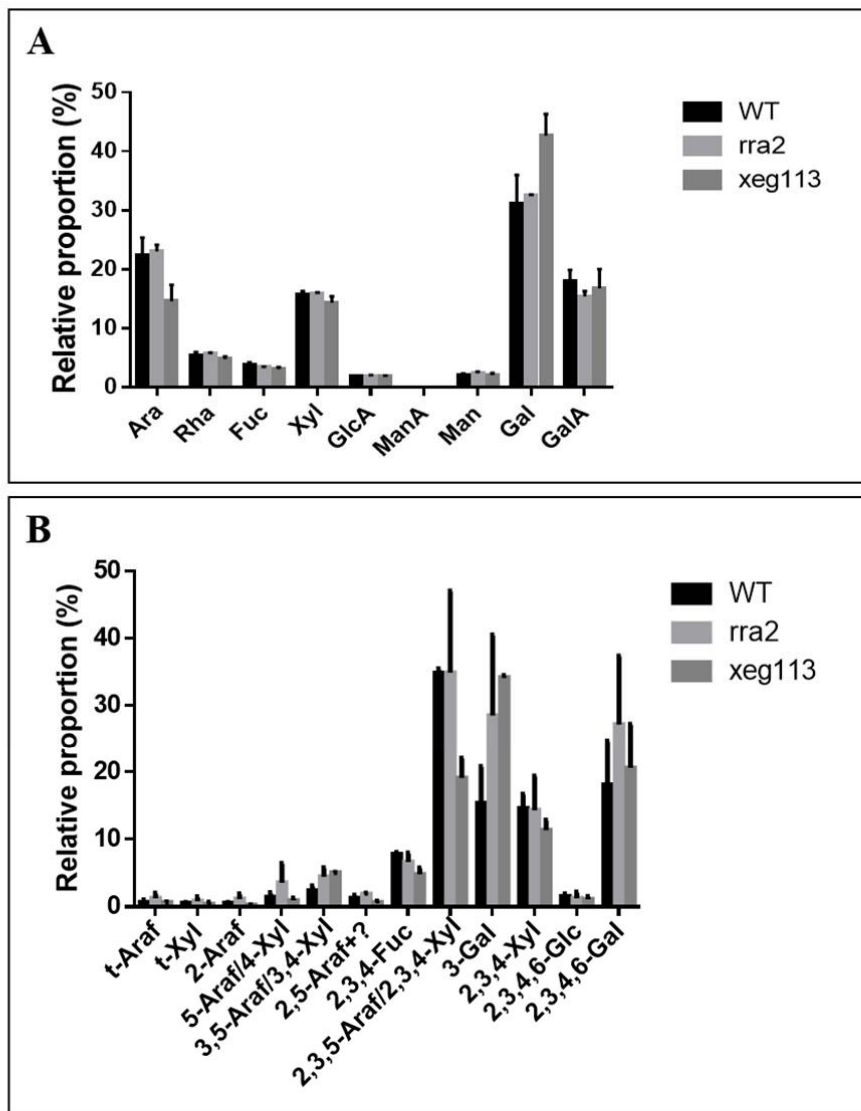 A
Relative proportion (%)
50
40
30
20
10
0
WT
rra2
xeg113
Ara
Rha
Fuc
Xyl
GlcA
ManA
Man
Gal
GalA
B
Relative proportion (%)
50
40
30
20
10
0
WT
rra2
xeg113
t-Araf
t-Xyl
2-Araf
5-Araf/4-Xyl
3,5-Araf/3,4-Xyl
2,5-Araf+?
2,3,4-Fuc
2,3,5-Araf/2,3,4-Xyl
3-Gal
2,3,4-Xyl
2,3,4,6-Glc
2,3,4,6-Gal